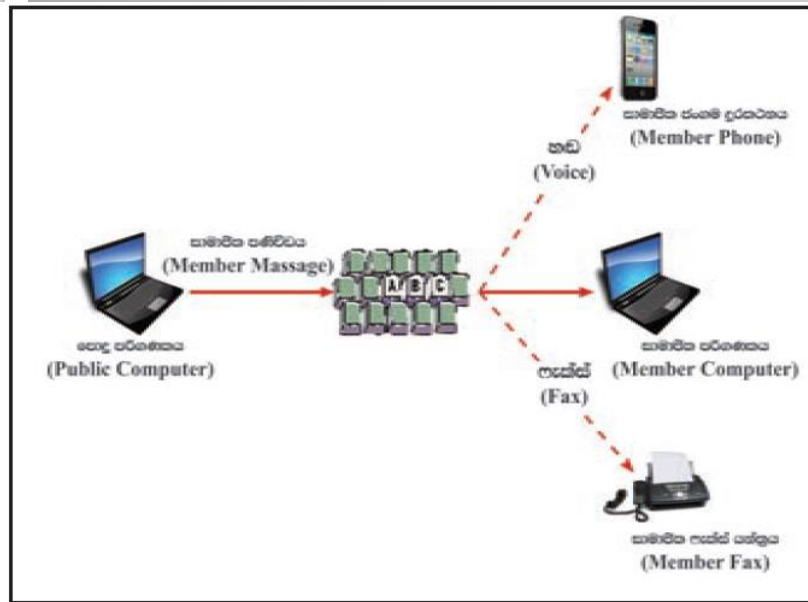 සාමාජික ජංගම දුරකථනය
(Member Phone)
හඬ
(Voice)
සාමාජික පණිවිඩය
(Member Massage)
A B C
පොදු පරිගණකය
(Public Computer)
සාමාජික පරිගණකය
(Member Computer)
ෆැක්ස්
(Fax)
සාමාජික ෆැක්ස් යන්ත්‍රය
(Member Fax)